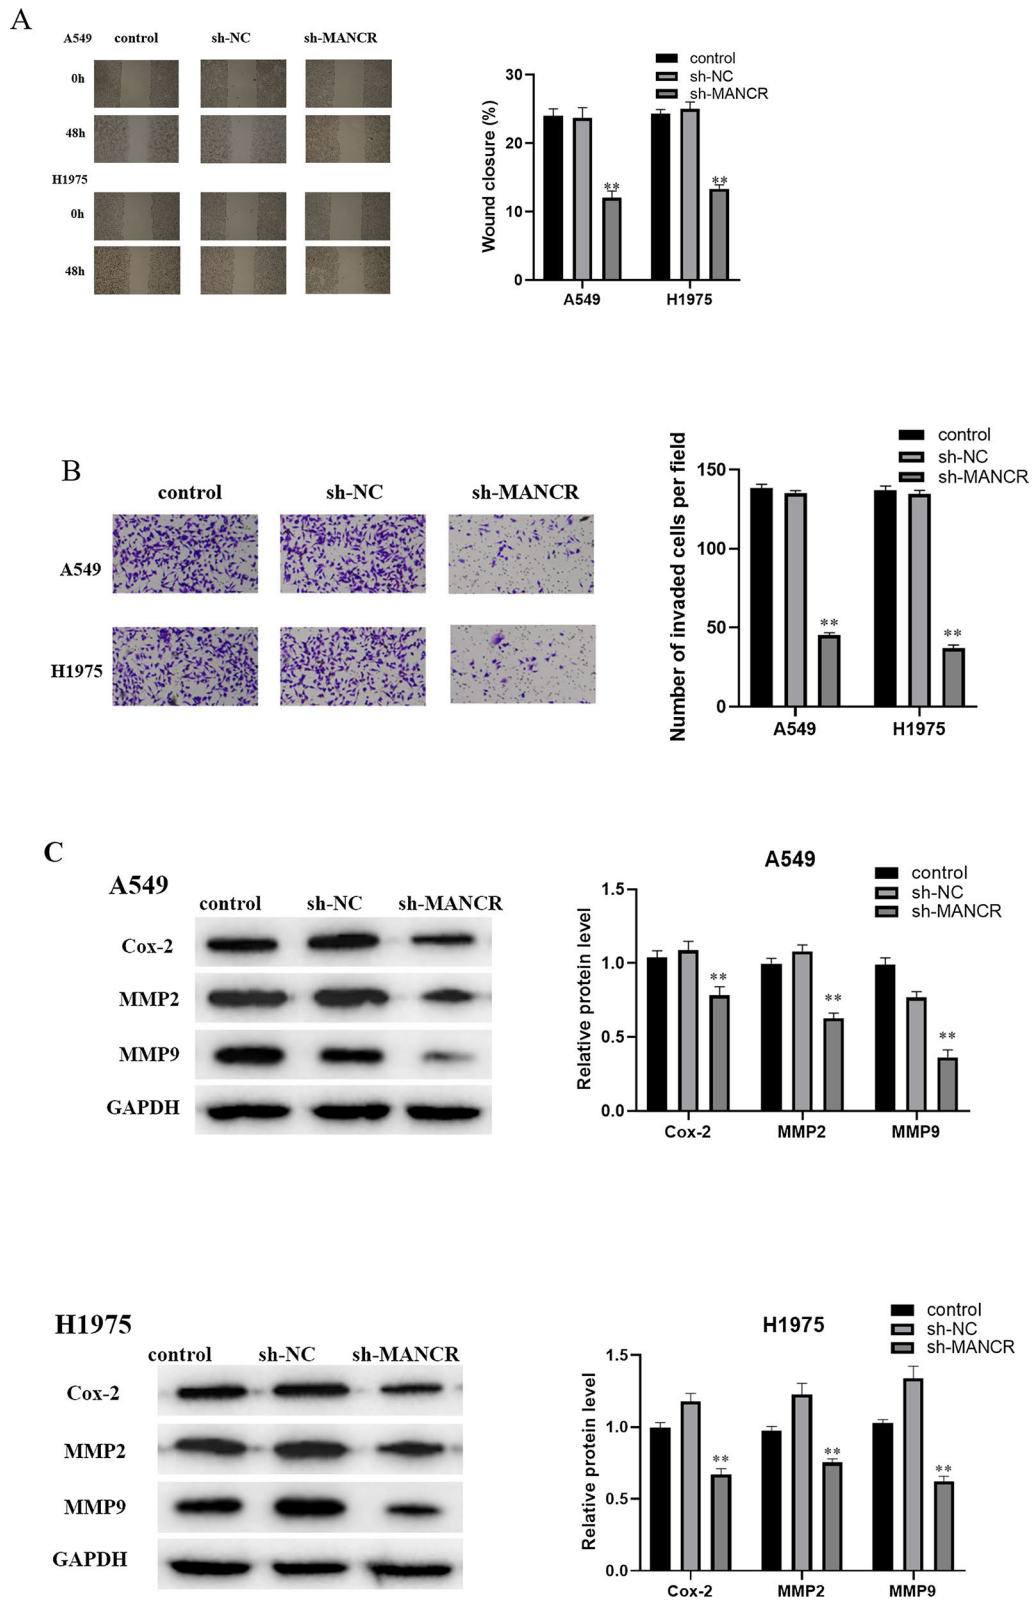 A
A549 control sh-NC sh-MANCR
0h
48h
H1975
0h
48h
control
sh-NC
sh-MANCR
Wound closure (%)
30
20
10
0
** **
A549 H1975
B
control sh-NC sh-MANCR
A549
H1975
control
sh-NC
sh-MANCR
Number of invaded cells per field
150
100
50
0
** **
A549 H1975
C
A549
control sh-NC sh-MANCR
Cox-2
MMP2
MMP9
GAPDH
A549
control
sh-NC
sh-MANCR
Relative protein level
1.5
1.0
0.5
0.0
** ** **
Cox-2 MMP2 MMP9
H1975
control sh-NC sh-MANCR
Cox-2
MMP2
MMP9
GAPDH
H1975
control
sh-NC
sh-MANCR
Relative protein level
1.5
1.0
0.5
0.0
** ** **
Cox-2 MMP2 MMP9